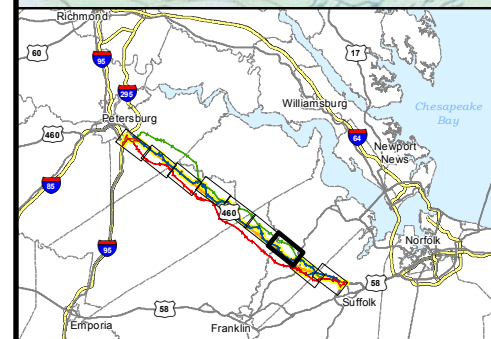 Richmond
60
17
95
295
Williamsburg
Chesapeake
Bay
Petersburg
460
64
Newport
News
85
460
95
Norfolk
58
Suffolk
58
Emporia
Franklin